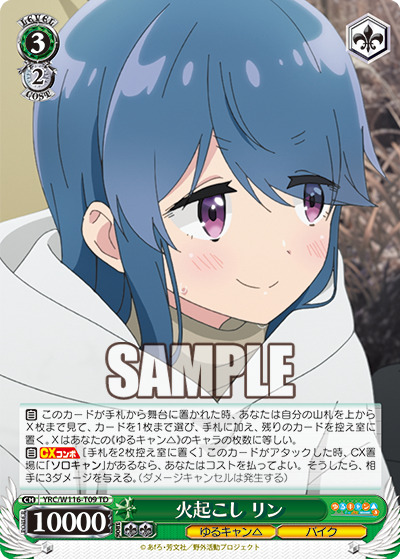 LEVEL
3
2
COST
SAMPLE
自 このカードが手札から舞台に置かれた時、あなたは自分の山札を上から
X枚まで見て、カードを1枚まで選び、手札に加え、残りのカードを控え室に
置く。Xはあなたの《ゆるキャン△》のキャラの枚数に等しい。
自 CXコンボ [手札を2枚控え室に置く] このカードがアタックした時、CX置
場に「ソロキャン」があるなら、あなたはコストを払ってよい。そうしたら、相
手に3ダメージを与える。(ダメージキャンセルは発生する)
CH YRC/W116-T09 TD
10000
火起こし リン
ゆるキャン△
ゆるキャン△ バイク
©あfろ・芳文社/野外活動プロジェクト